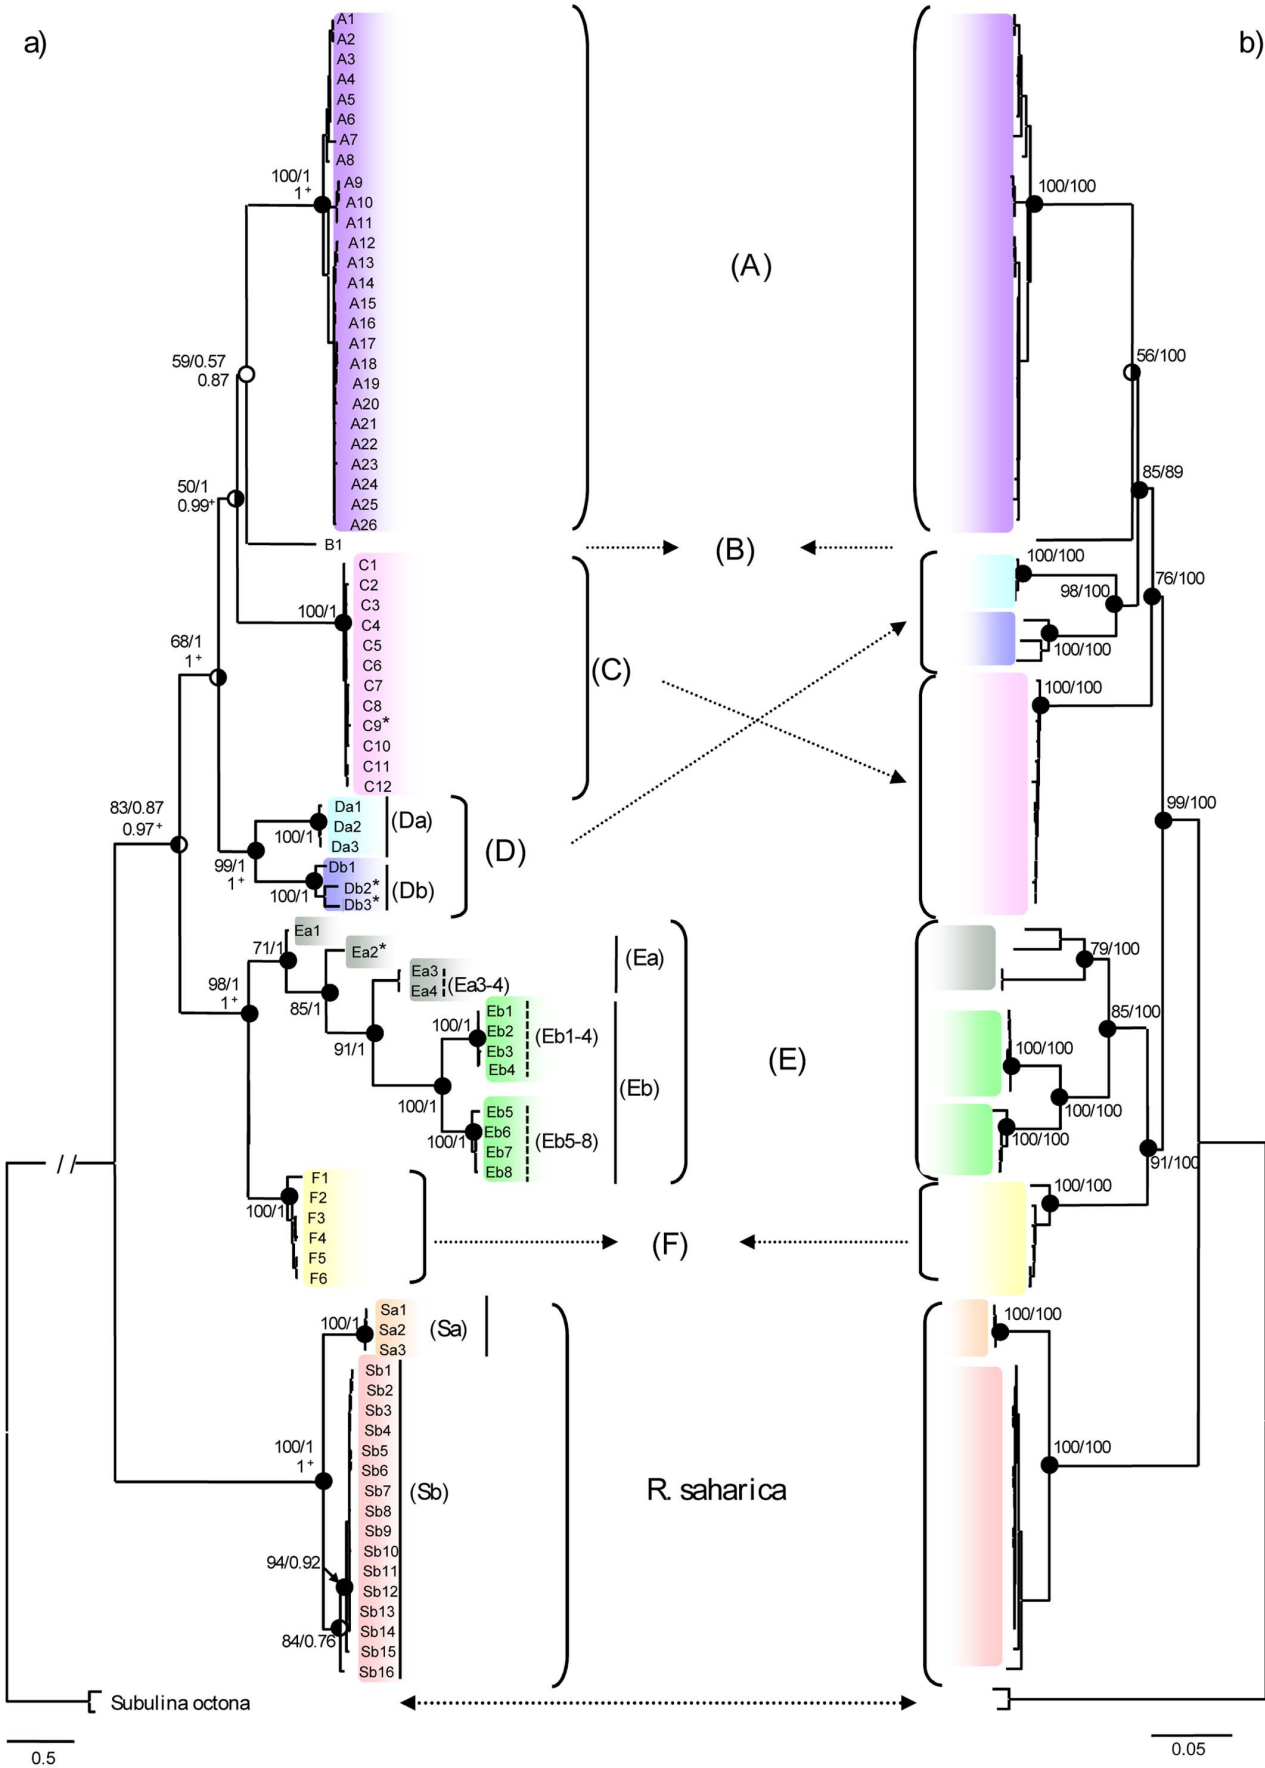 a)
b)
A1
A2
A3
A4
A5
A6
A7
A8
100/1
1+
A9
A10
A11
A12
A13
A14
A15
A16
A17
A18
A19
A20
A21
A22
A23
A24
A25
A26
(A)
100/100
59/0.57
0.87
56/100
50/1
0.99+
85/89
B1
(B)
C1
C2
C3
C4
C5
C6
C7
C8
C9*
C10
C11
C12
100/1
(C)
100/100
98/100
76/100
100/100
100/100
68/1
1+
83/0.87
0.97+
Da1
Da2
Da3
100/1
(Da)
99/1
1+
Db1
Db2*
Db3*
100/1
(Db)
(D)
99/100
Ea1
71/1
Ea2*
Ea3
Ea4
(Ea3-4)
(Ea)
98/1
1+
85/1
91/1
79/100
85/100
Eb1
Eb2
Eb3
Eb4
100/1
(Eb1-4)
(Eb)
(E)
100/1
100/100
100/100
Eb5
Eb6
Eb7
Eb8
100/1
(Eb5-8)
100/100
91/100
F1
F2
F3
F4
F5
F6
100/1
(F)
100/100
Sa1
Sa2
Sa3
100/1
(Sa)
100/100
Sb1
Sb2
Sb3
Sb4
Sb5
Sb6
Sb7
Sb8
Sb9
Sb10
Sb11
Sb12
Sb13
Sb14
Sb15
Sb16
100/1
1+
(Sb)
R. saharica
100/100
94/0.92
84/0.76
Subulina octona
0.5
0.05